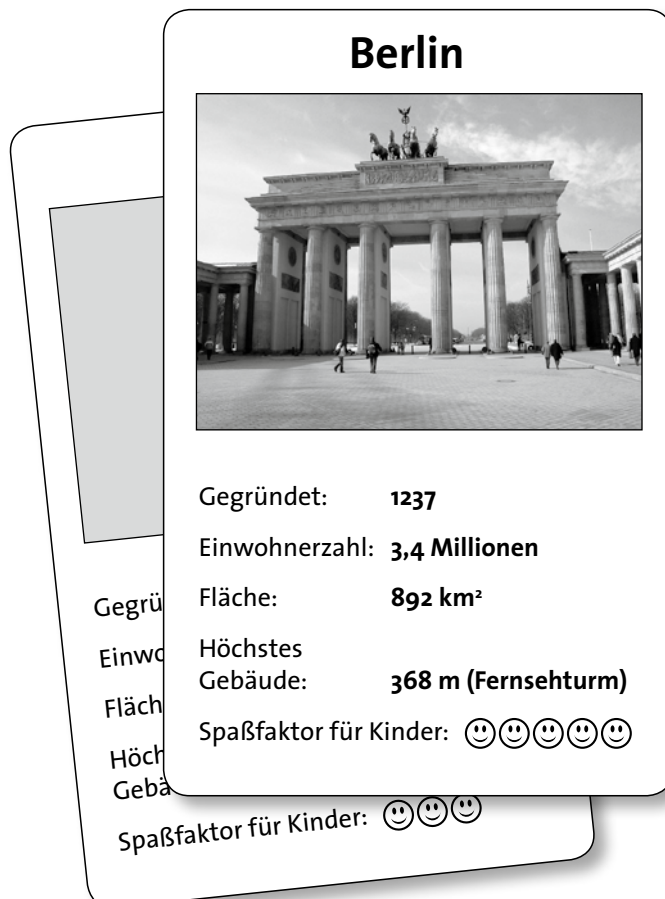 Berlin
Gegründet: 1237
Einwohnerzahl: 3,4 Millionen
Fläche: 892 km²
Höchstes
Gebäude: 368 m (Fernsehturm)
Spaßfaktor für Kinder:
Gegrü
Einwo
Fläch
Höch
Gebä
Spaßfaktor für Kinder: